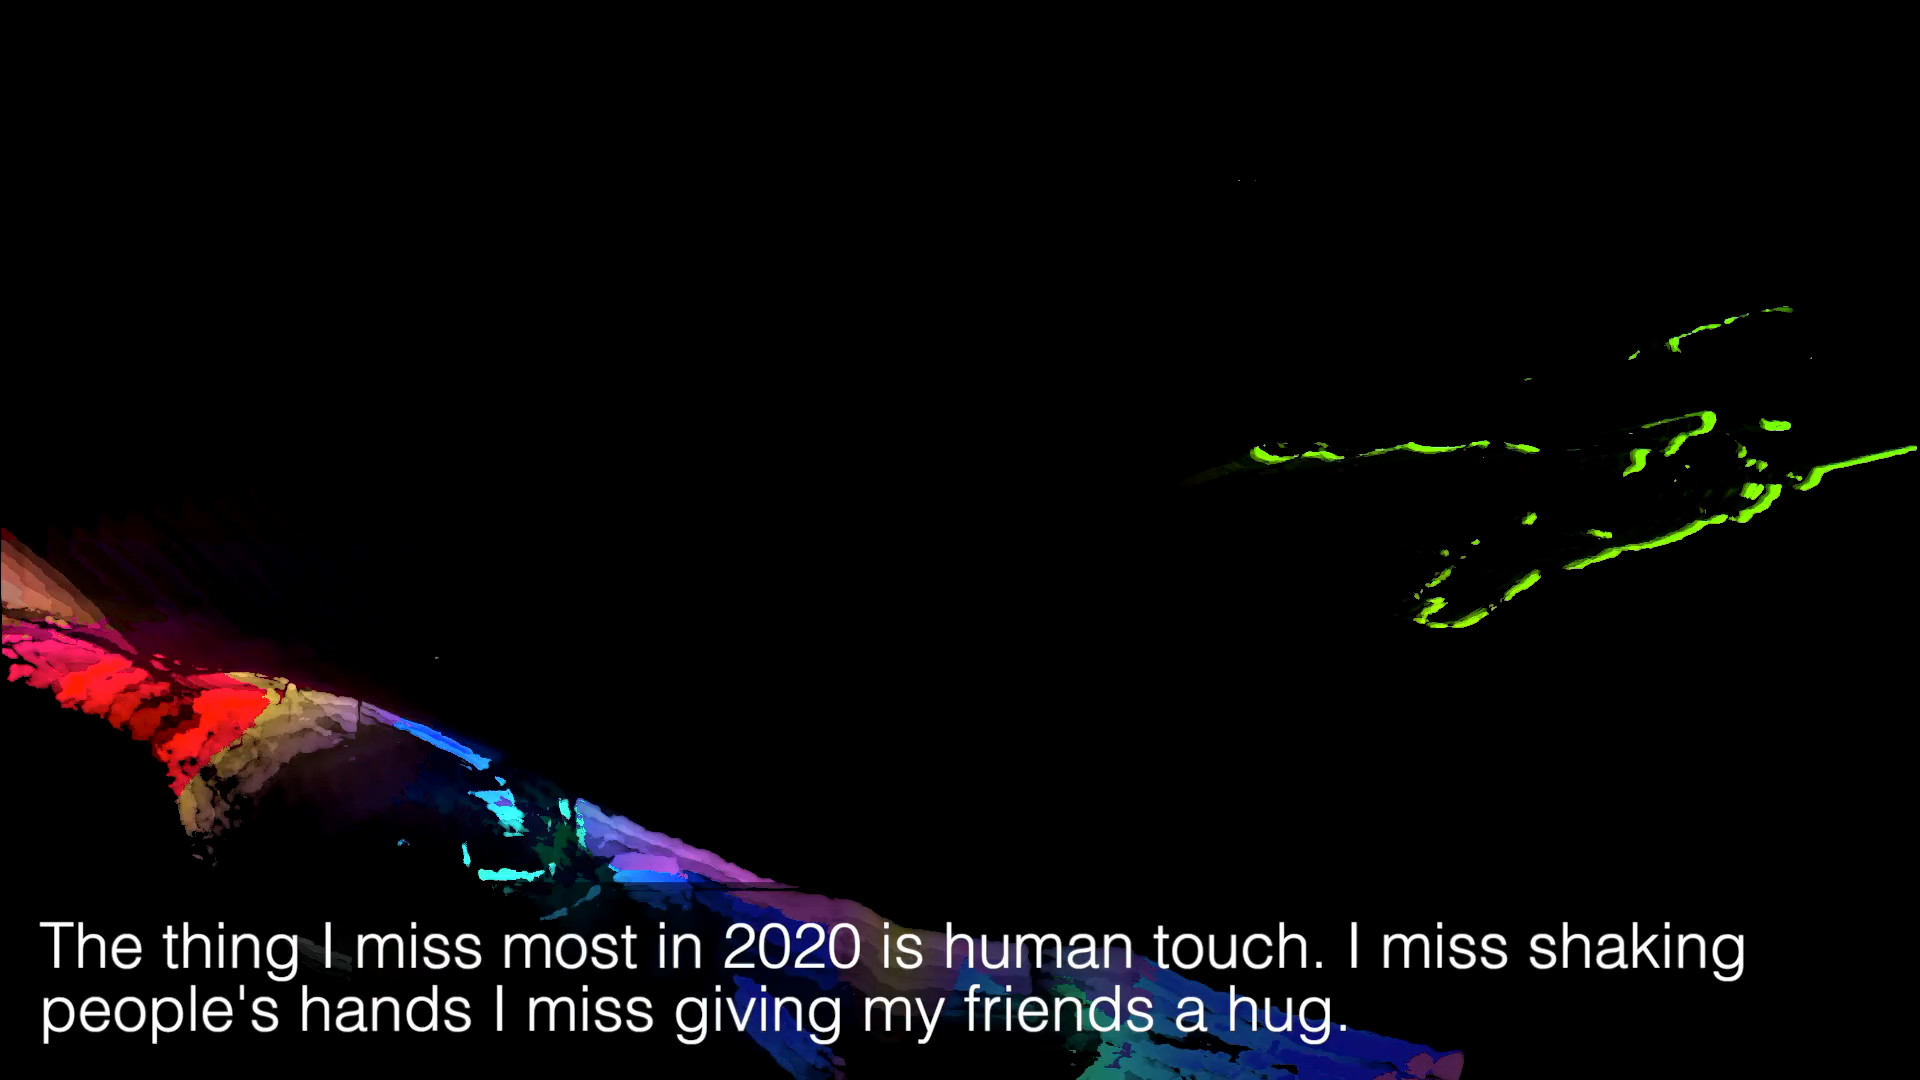 The thing I miss most in 2020 is human touch. I miss shaking
people's hands I miss giving my friends a hug.